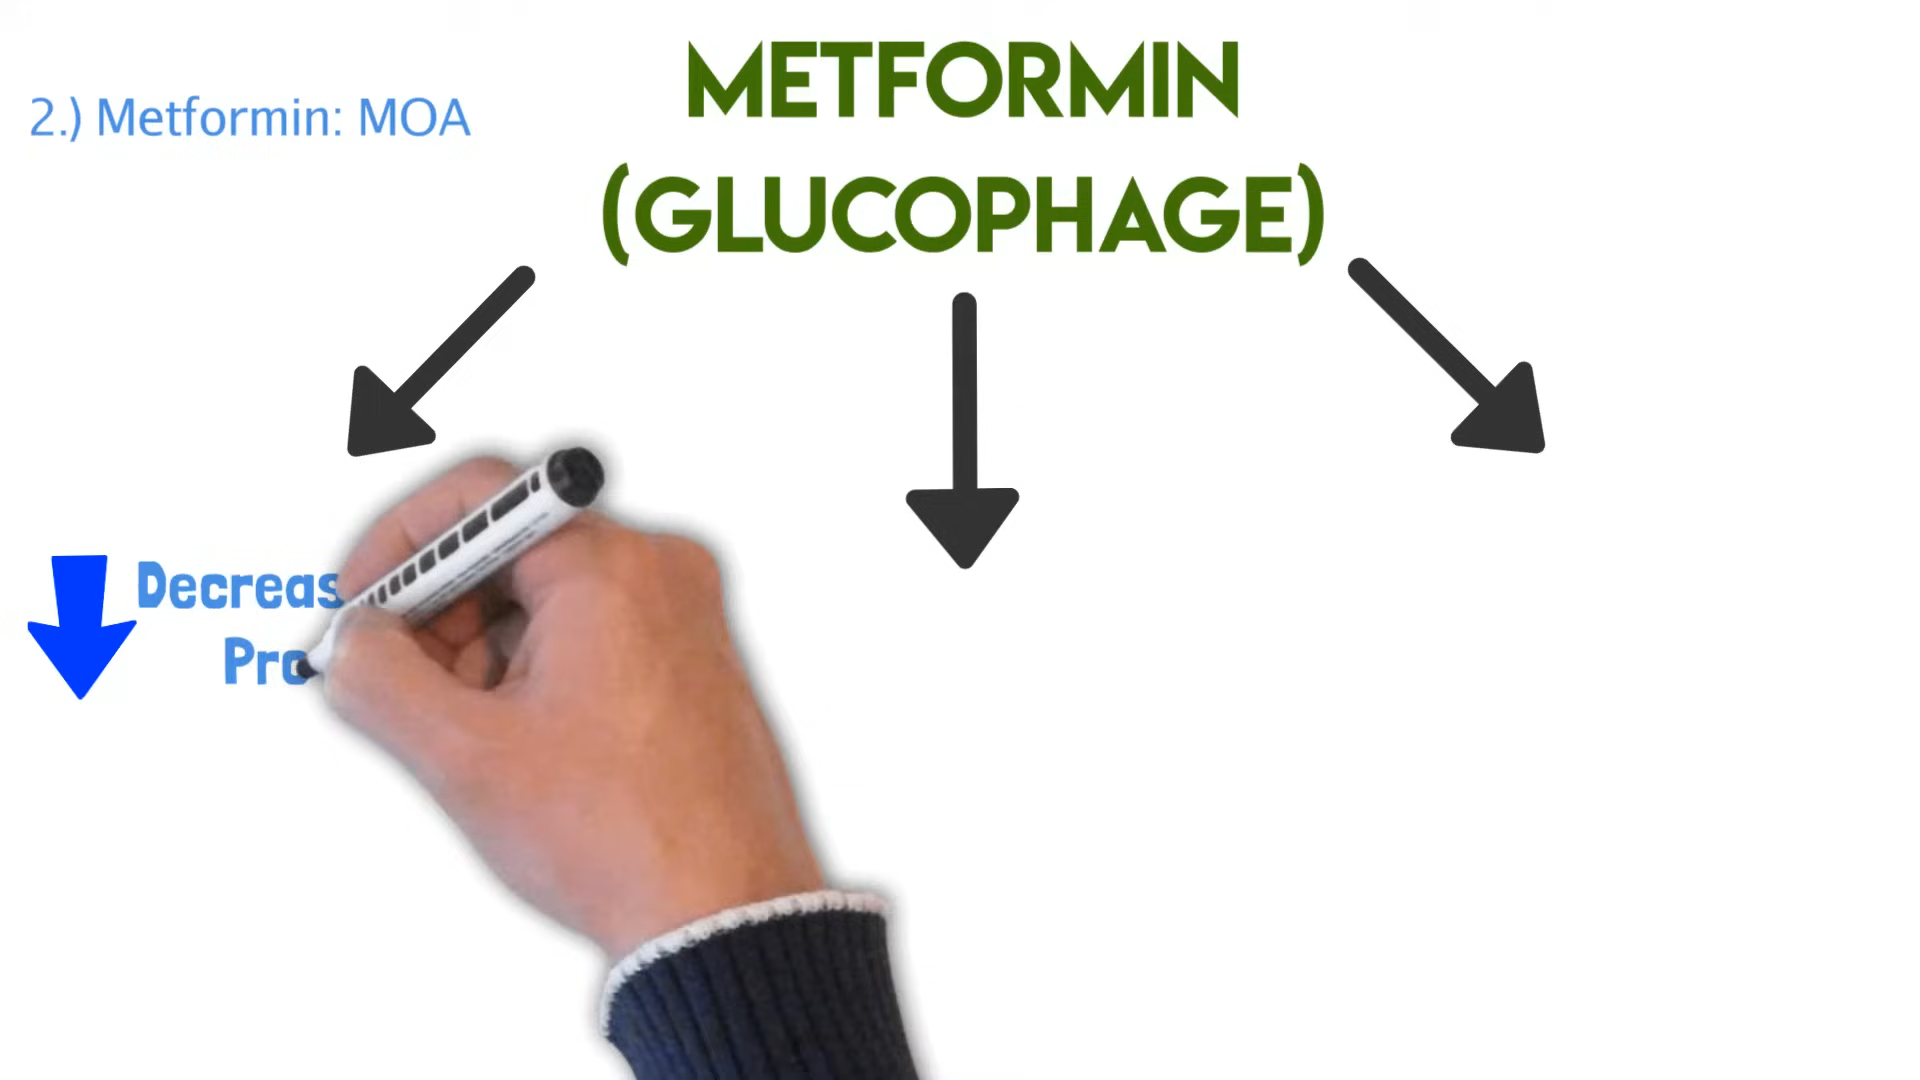 METFORMIN
2.) Metformin: MOA
(GLUCOPHAGE)
Decreas
Pro